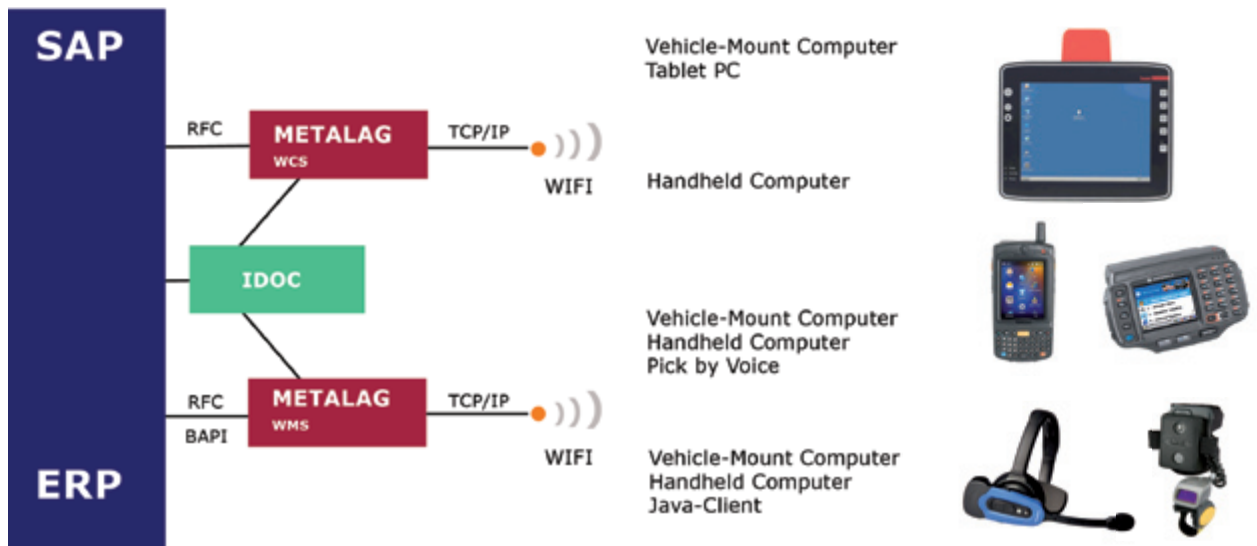 SAP
RFC
METALAG
WCS
TCP/IP
WIFI
IDOC
RFC
BAPI
METALAG
WMS
TCP/IP
WIFI
ERP
Vehicle-Mount Computer
Tablet PC
Handheld Computer
Vehicle-Mount Computer
Handheld Computer
Pick by Voice
Vehicle-Mount Computer
Handheld Computer
Java-Client